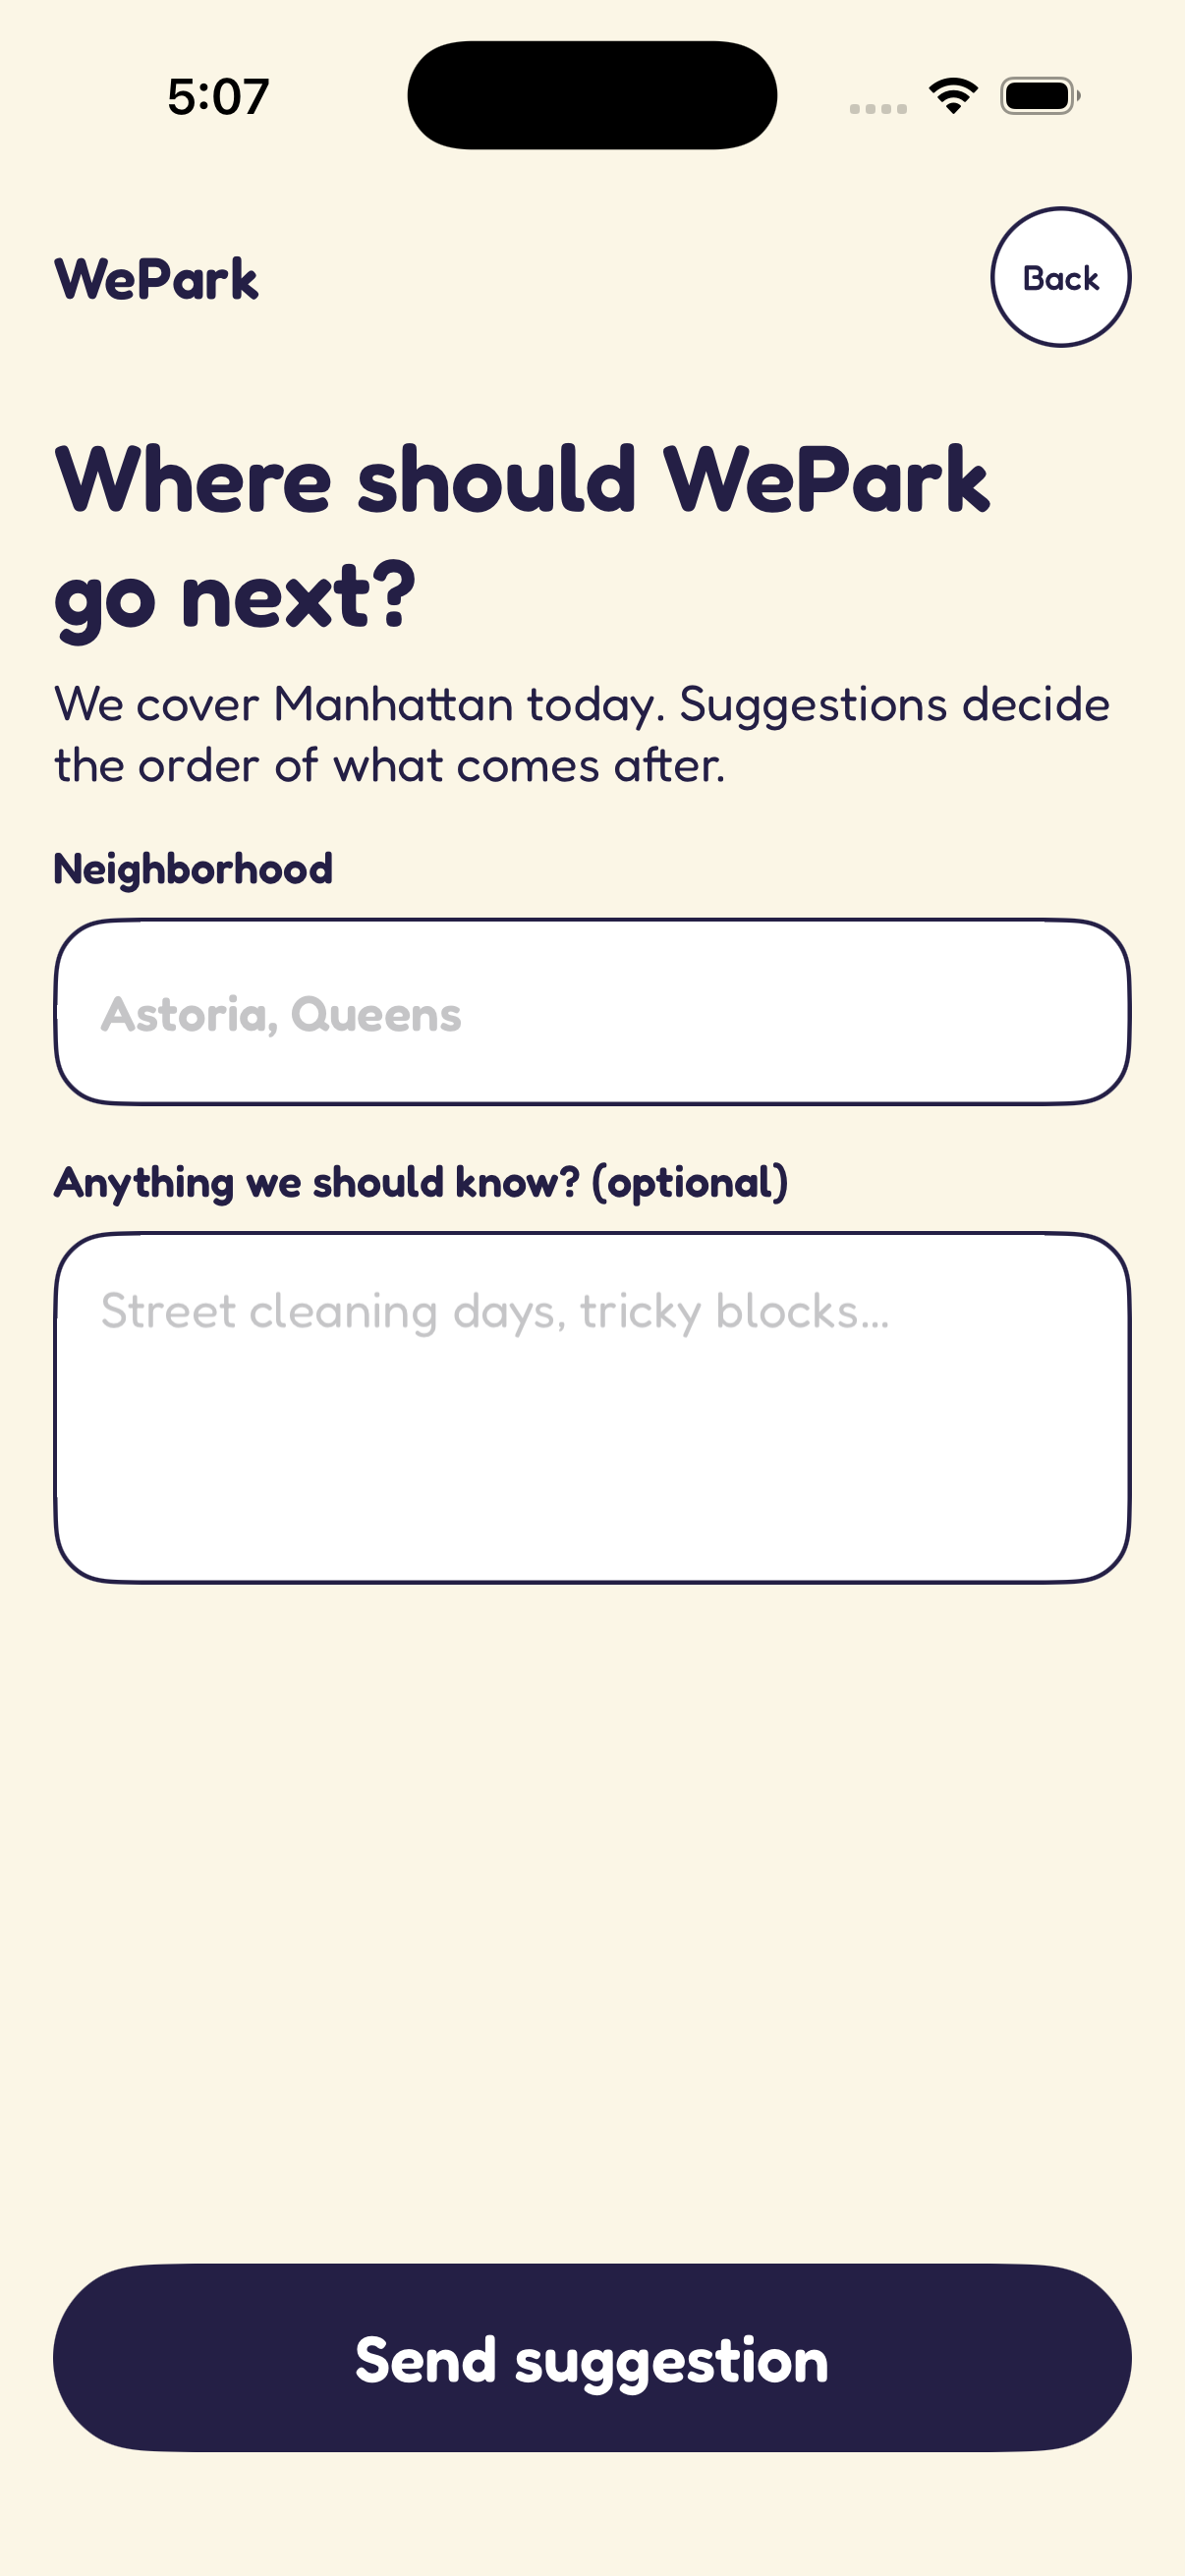 5:07
WePark
Back
Where should WePark
go next?
We cover Manhattan today. Suggestions decide
the order of what comes after.
Neighborhood
Astoria, Queens
Anything we should know? (optional)
Street cleaning days, tricky blocks...
Send suggestion